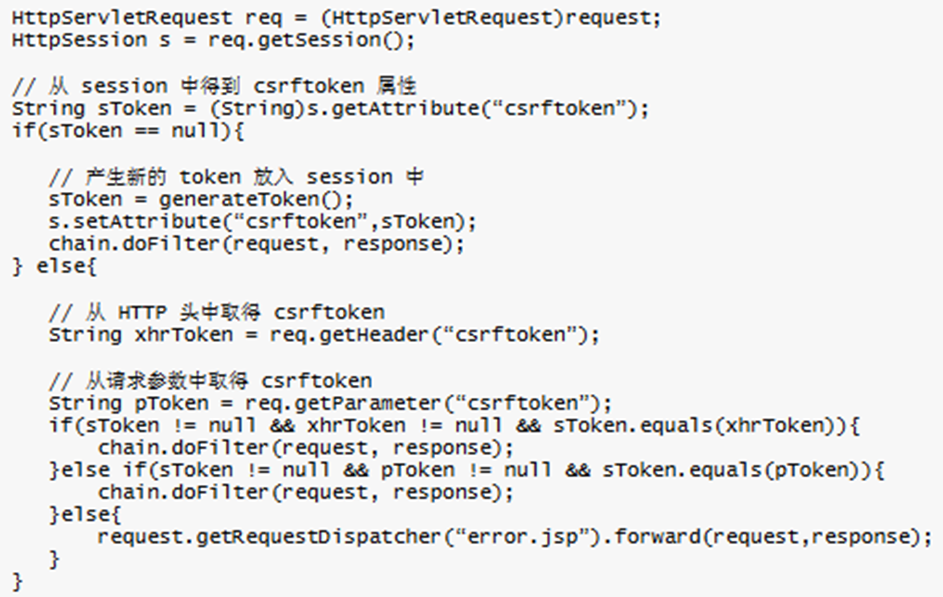 HttpServletRequest req = (HttpServletRequest)request;
HttpSession s = req.getSession();
// 从 session 中得到 csrftoken 属性
String sToken = (String)s.getAttribute(“csrftoken”);
if(sToken == null){
// 产生新的 token 放入 session 中
sToken = generateToken();
s.setAttribute(“csrftoken”,sToken);
chain.doFilter(request, response);
} else{
// 从 HTTP 头中取得 csrftoken
String xhrToken = req.getHeader(“csrftoken”);
// 从请求参数中取得 csrftoken
String pToken = req.getParameter(“csrftoken”);
if(sToken != null && xhrToken != null && sToken.equals(xhrToken)){
chain.doFilter(request, response);
}else if(sToken != null && pToken != null && sToken.equals(pToken)){
chain.doFilter(request, response);
}else{
request.getRequestDispatcher(“error.jsp”).forward(request,response);
}
}